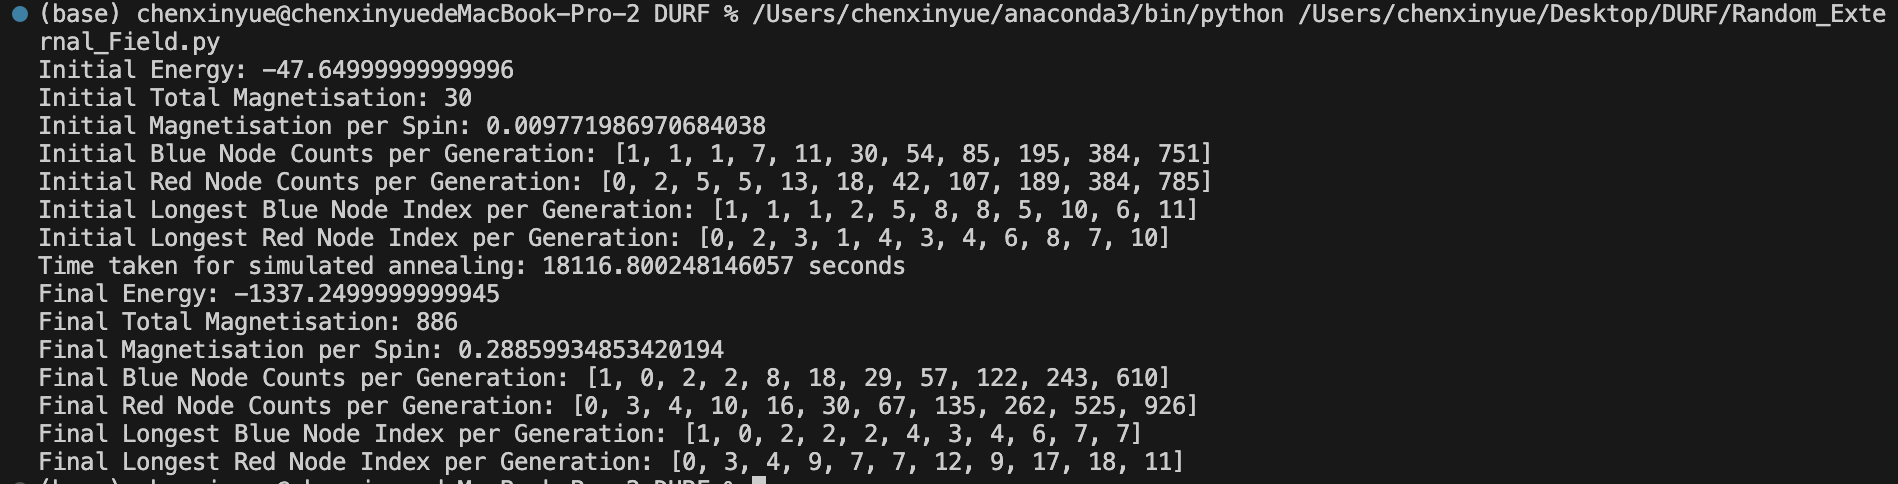 (base) chenxinyue@chenxinyuedeMacBook-Pro-2 DURF % /Users/chenxinyue/anaconda3/bin/python /Users/chenxinyue/Desktop/DURF/Random_Exte
rnal_Field.py
Initial Energy: -47.64999999999996
Initial Total Magnetisation: 30
Initial Magnetisation per Spin: 0.009771986970684038
Initial Blue Node Counts per Generation: [1, 1, 1, 7, 11, 30, 54, 85, 195, 384, 751]
Initial Red Node Counts per Generation: [0, 2, 5, 5, 13, 18, 42, 107, 189, 384, 785]
Initial Longest Blue Node Index per Generation: [1, 1, 1, 2, 5, 8, 8, 5, 10, 6, 11]
Initial Longest Red Node Index per Generation: [0, 2, 3, 1, 4, 3, 4, 6, 8, 7, 10]
Time taken for simulated annealing: 18116.800248146057 seconds
Final Energy: -1337.2499999999945
Final Total Magnetisation: 886
Final Magnetisation per Spin: 0.28859934853420194
Final Blue Node Counts per Generation: [1, 0, 2, 2, 8, 18, 29, 57, 122, 243, 610]
Final Red Node Counts per Generation: [0, 3, 4, 10, 16, 30, 67, 135, 262, 525, 926]
Final Longest Blue Node Index per Generation: [1, 0, 2, 2, 2, 4, 3, 4, 6, 7, 7]
Final Longest Red Node Index per Generation: [0, 3, 4, 9, 7, 7, 12, 9, 17, 18, 11]
(base) chenxinyue@chenxinyuedeMacBook-Pro-2 DURF %